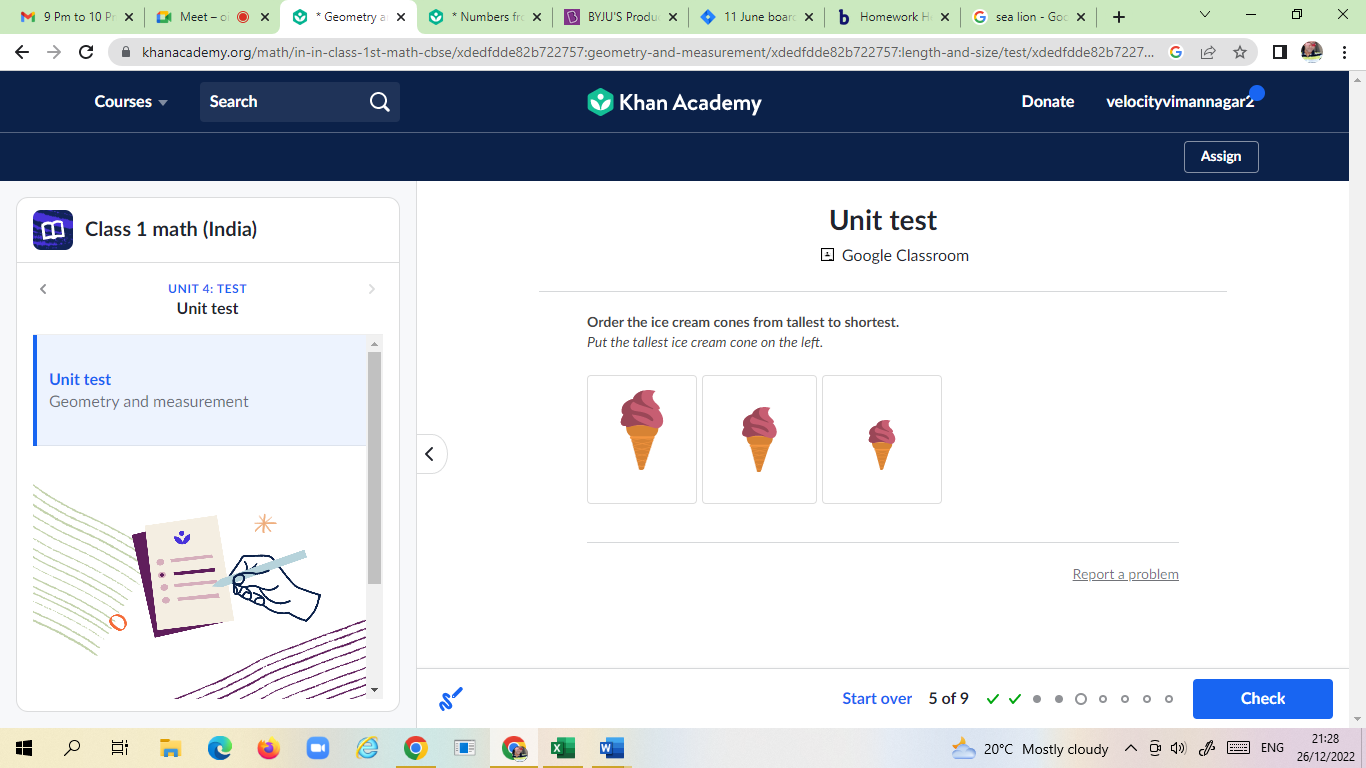 9 Pm to 10 P
Meet – o
* Geometry a
* Numbers fr
BYJU'S Produ
11 June boar
Homework H
sea lion - Goo
khanacademy.org/math/in-in-class-1st-math-cbse/xdedfdde82b722757:geometry-and-measurement/xdedfdde82b722757:length-and-size/test/xdedfdde82b7227...
Courses
Search
Khan Academy
Donate
velocityvimannagar2
Assign
Class 1 math (India)
UNIT 4: TEST
Unit test
Unit test
Geometry and measurement
Unit test
Google Classroom
Order the ice cream cones from tallest to shortest.
Put the tallest ice cream cone on the left.
Report a problem
Start over
5 of 9
Check
20°C Mostly cloudy
ENG
21:28
26/12/2022